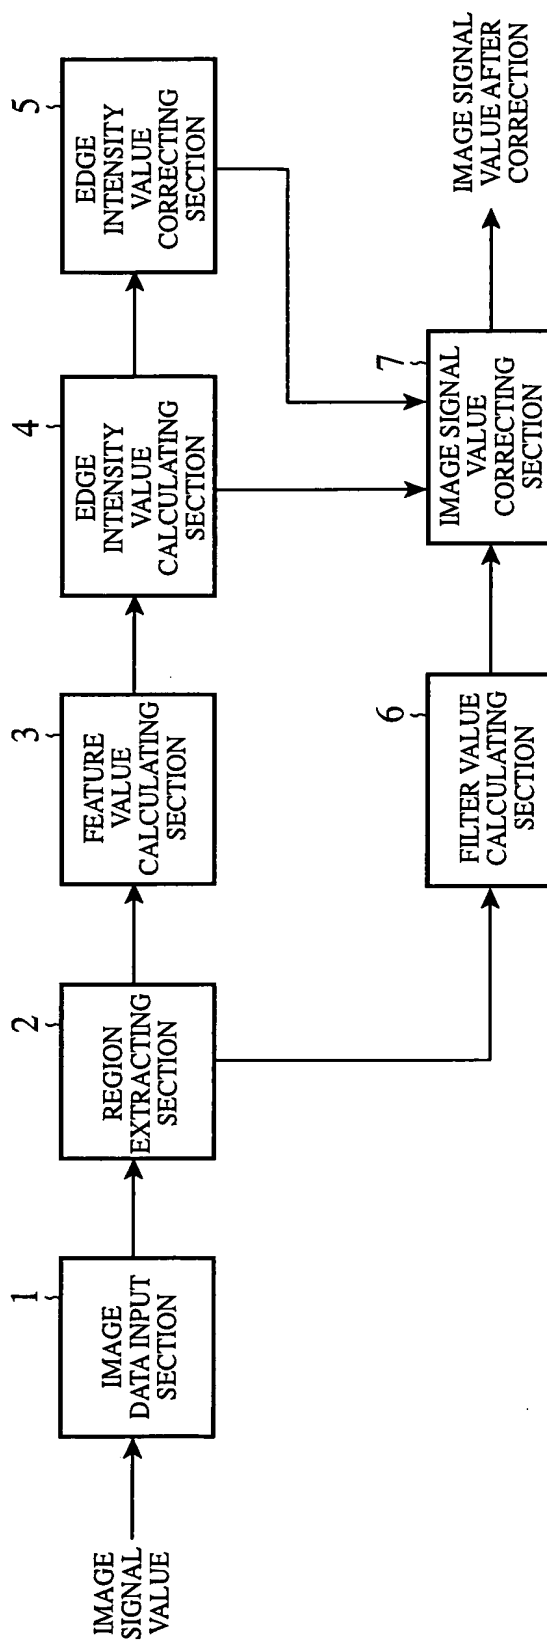 IMAGE
SIGNAL
VALUE
1
IMAGE
DATA INPUT
SECTION
2
REGION
EXTRACTING
SECTION
3
FEATURE
VALUE
CALCULATING
SECTION
4
EDGE
INTENSITY
VALUE
CALCULATING
SECTION
5
EDGE
INTENSITY
VALUE
CORRECTING
SECTION
6
FILTER VALUE
CALCULATING
SECTION
7
IMAGE SIGNAL
VALUE
CORRECTING
SECTION
IMAGE SIGNAL
VALUE AFTER
CORRECTION